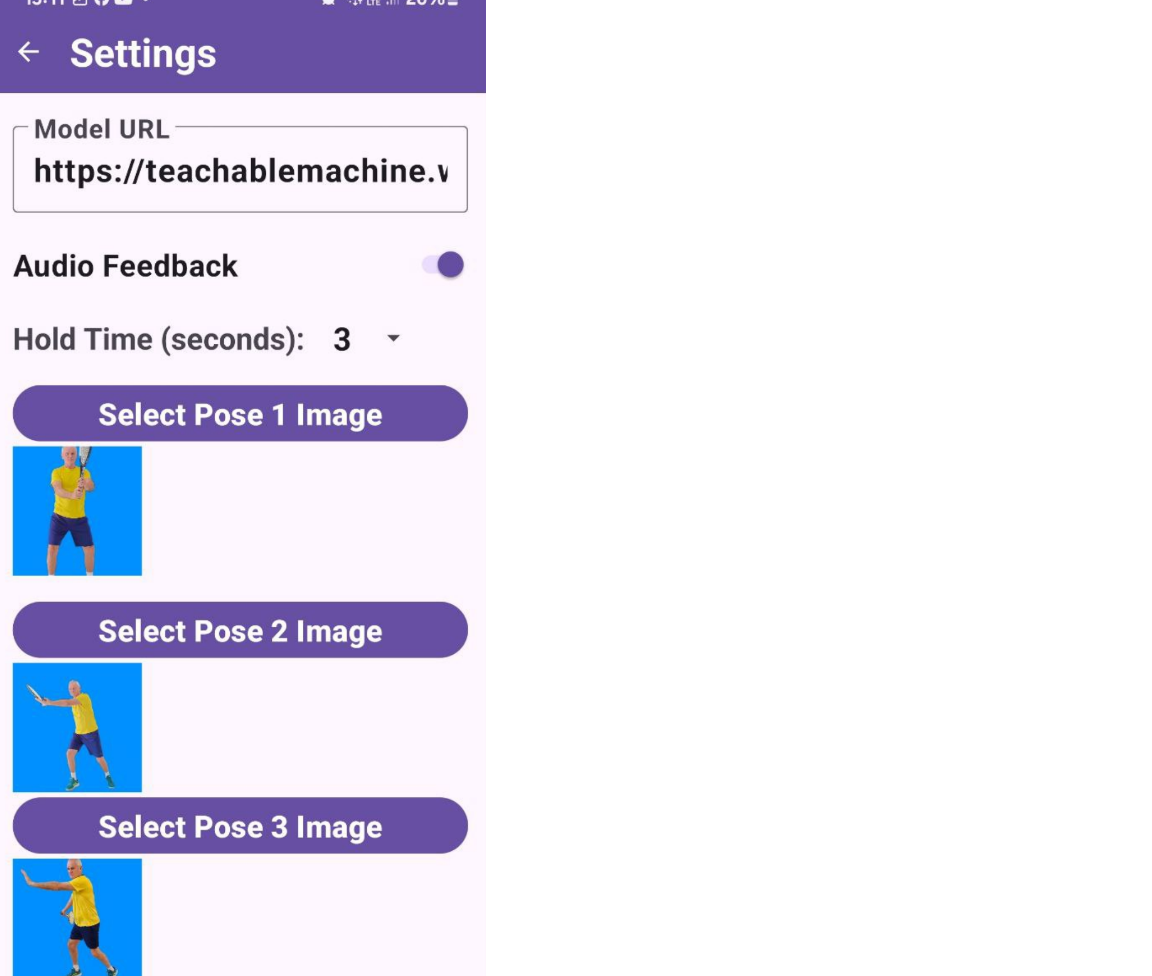 Settings
Model URL
https://teachablemachine.
Audio Feedback
Hold Time (seconds): 3
Select Pose 1 Image
Select Pose 2 Image
Select Pose 3 Image